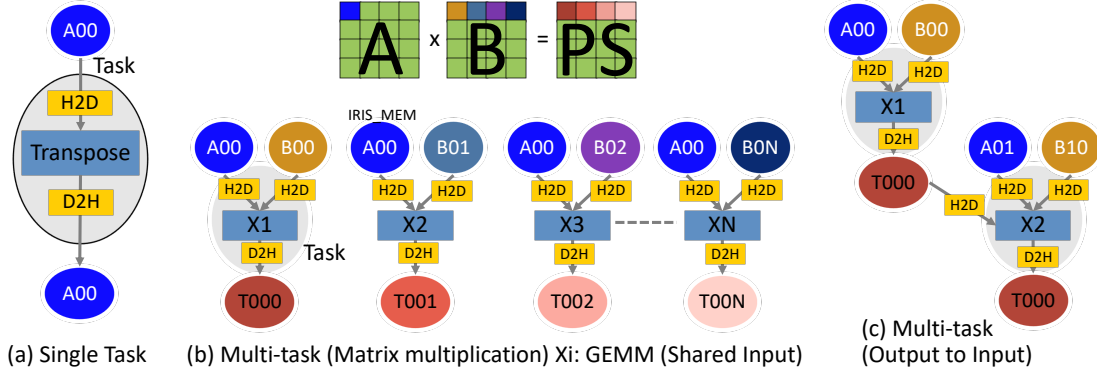 A00
Task
H2D
Transpose
D2H
A00
(a) Single Task
A x B = PS
IRIS_MEM
A00 B00 A00 B01 A00 B02 A00 B0N
H2D H2D H2D H2D H2D H2D H2D H2D
X1 X2 X3 XN
D2H D2H D2H D2H
Task
T000 T001 T002 T00N
(b) Multi-task (Matrix multiplication) Xi: GEMM (Shared Input)
A00 B00
H2D H2D
X1
D2H
T000
A01 B10
H2D H2D H2D
X2
D2H
T000
(c) Multi-task
(Output to Input)